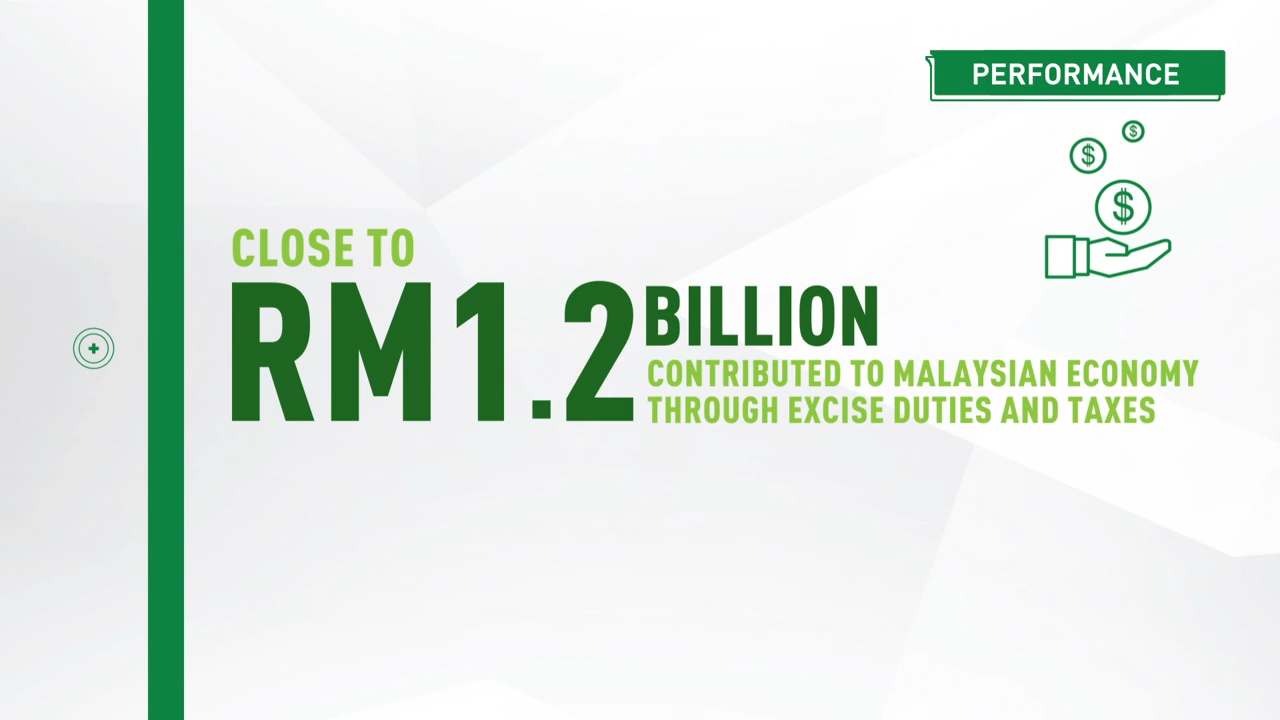 PERFORMANCE
$
$
$
CLOSE TO
RM1.2 BILLION
CONTRIBUTED TO MALAYSIAN ECONOMY
THROUGH EXCISE DUTIES AND TAXES